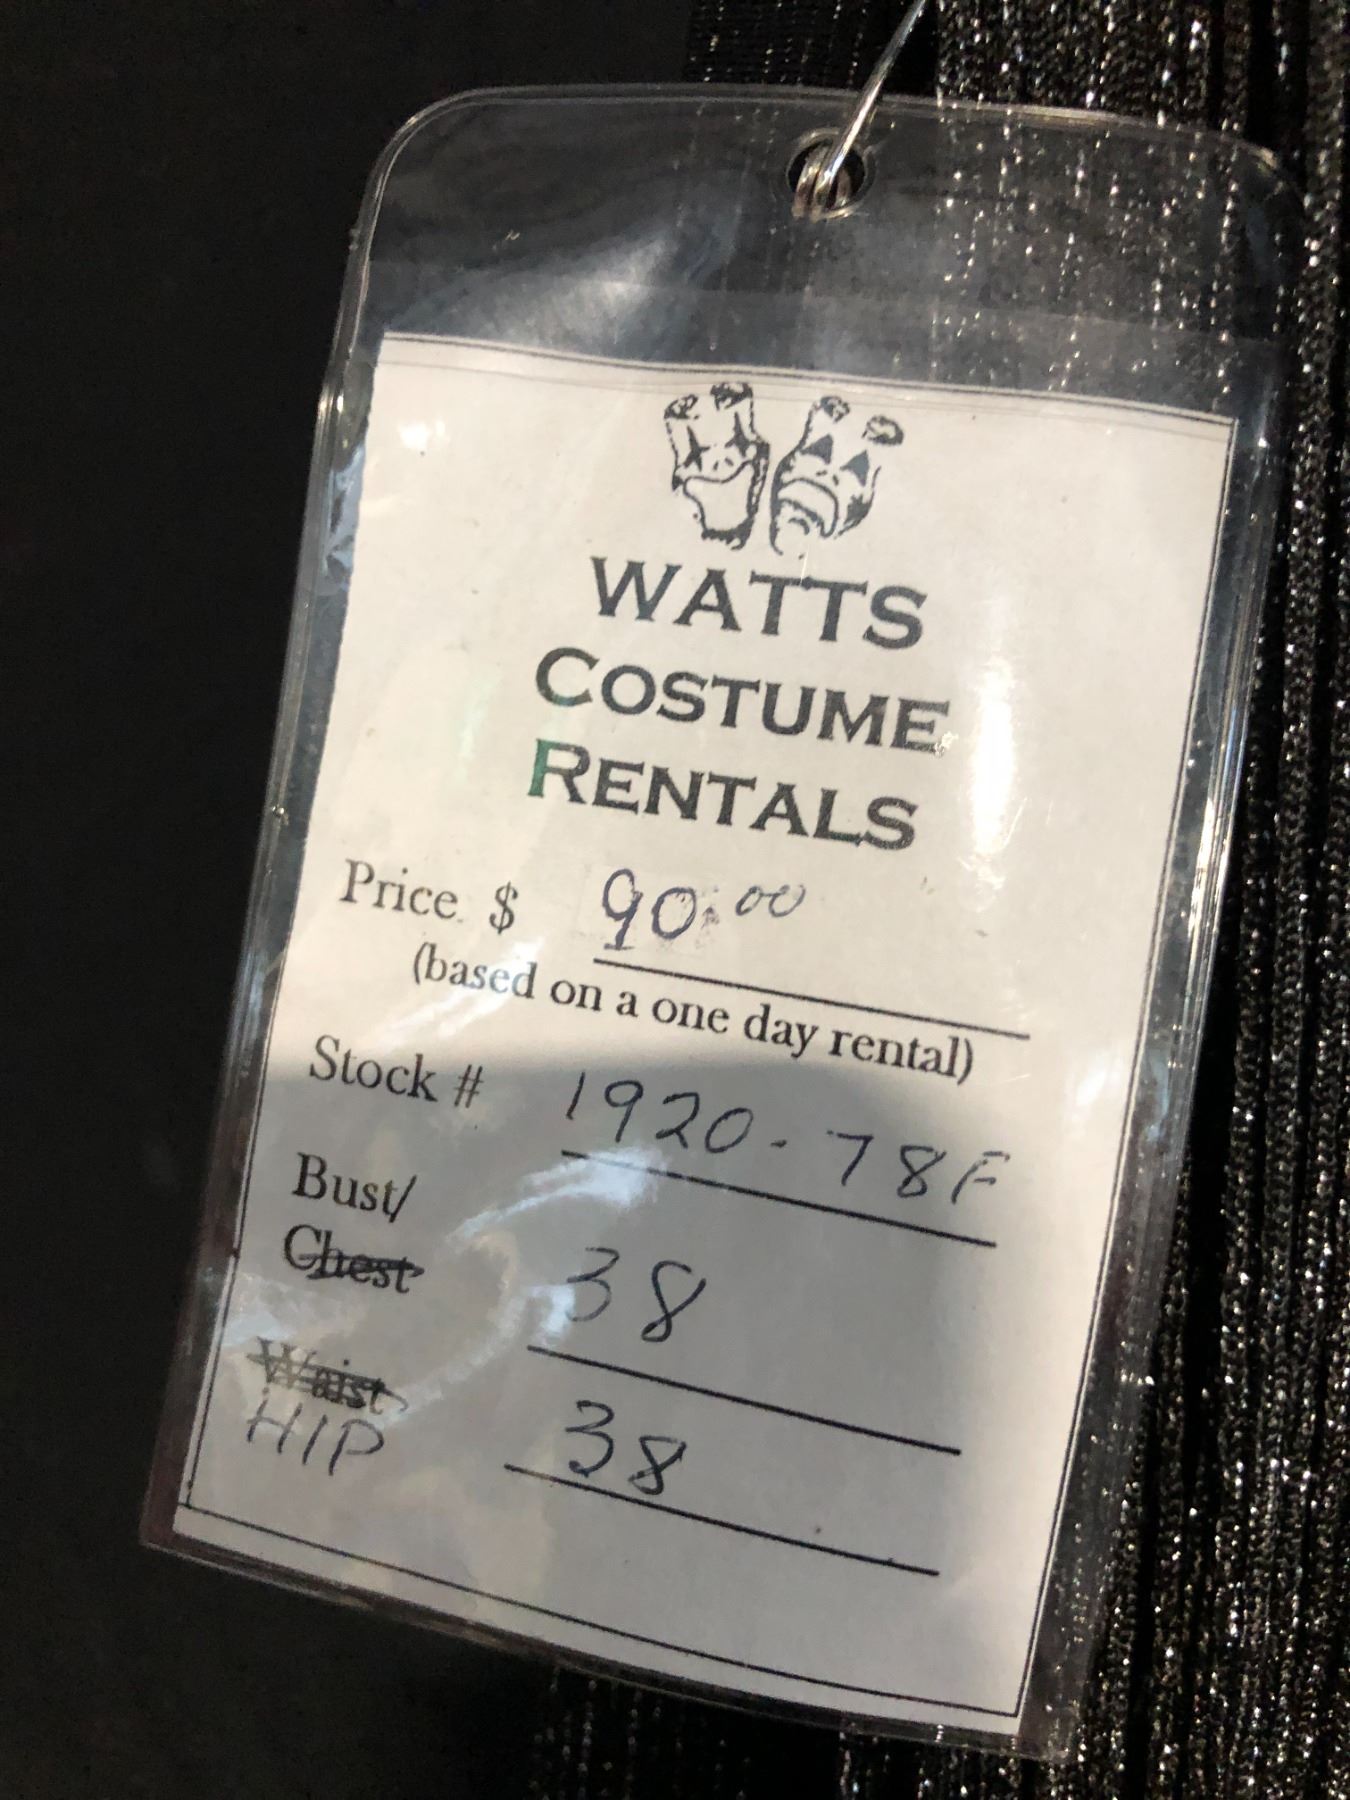 WATTS
COSTUME
RENTALS
Price $ 90.00
(based on a one day rental)
Stock # 1920-78F
Bust/
Chest 38
Waist
HIP 38